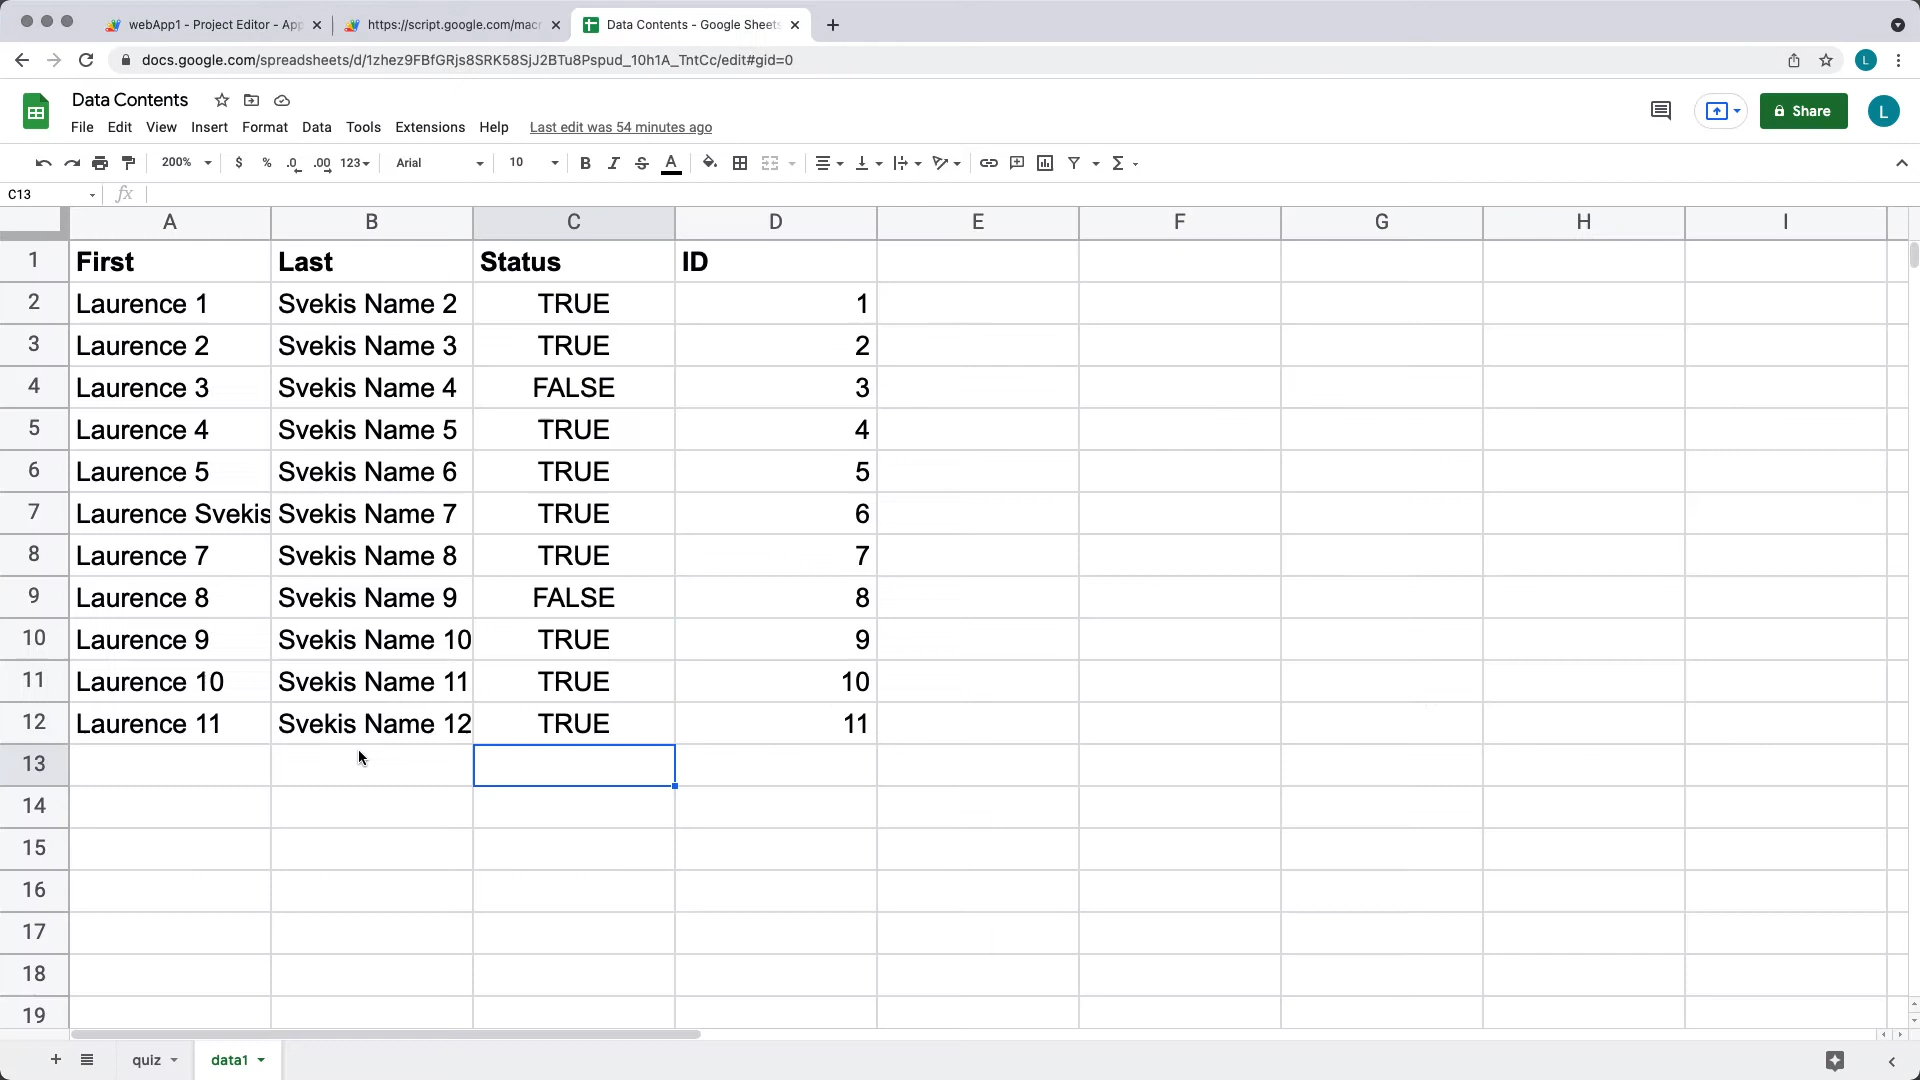 webApp1 - Project Editor - App
https://script.google.com/macr
Data Contents - Google Sheets
docs.google.com/spreadsheets/d/1zhez9FBfGRjs8SRK58SjJ2BTu8Pspud_10h1A_TntCc/edit#gid=0
L
Data Contents
File Edit View Insert Format Data Tools Extensions Help Last edit was 54 minutes ago
Share
L
200% $ % .0 .00 123 Arial 10 B I S A Σ
C13 fx
A B C D E F G H I
1 First Last Status ID
2 Laurence 1 Svekis Name 2 TRUE 1
3 Laurence 2 Svekis Name 3 TRUE 2
4 Laurence 3 Svekis Name 4 FALSE 3
5 Laurence 4 Svekis Name 5 TRUE 4
6 Laurence 5 Svekis Name 6 TRUE 5
7 Laurence Svekis Svekis Name 7 TRUE 6
8 Laurence 7 Svekis Name 8 TRUE 7
9 Laurence 8 Svekis Name 9 FALSE 8
10 Laurence 9 Svekis Name 10 TRUE 9
11 Laurence 10 Svekis Name 11 TRUE 10
12 Laurence 11 Svekis Name 12 TRUE 11
13
14
15
16
17
18
19
quiz data1